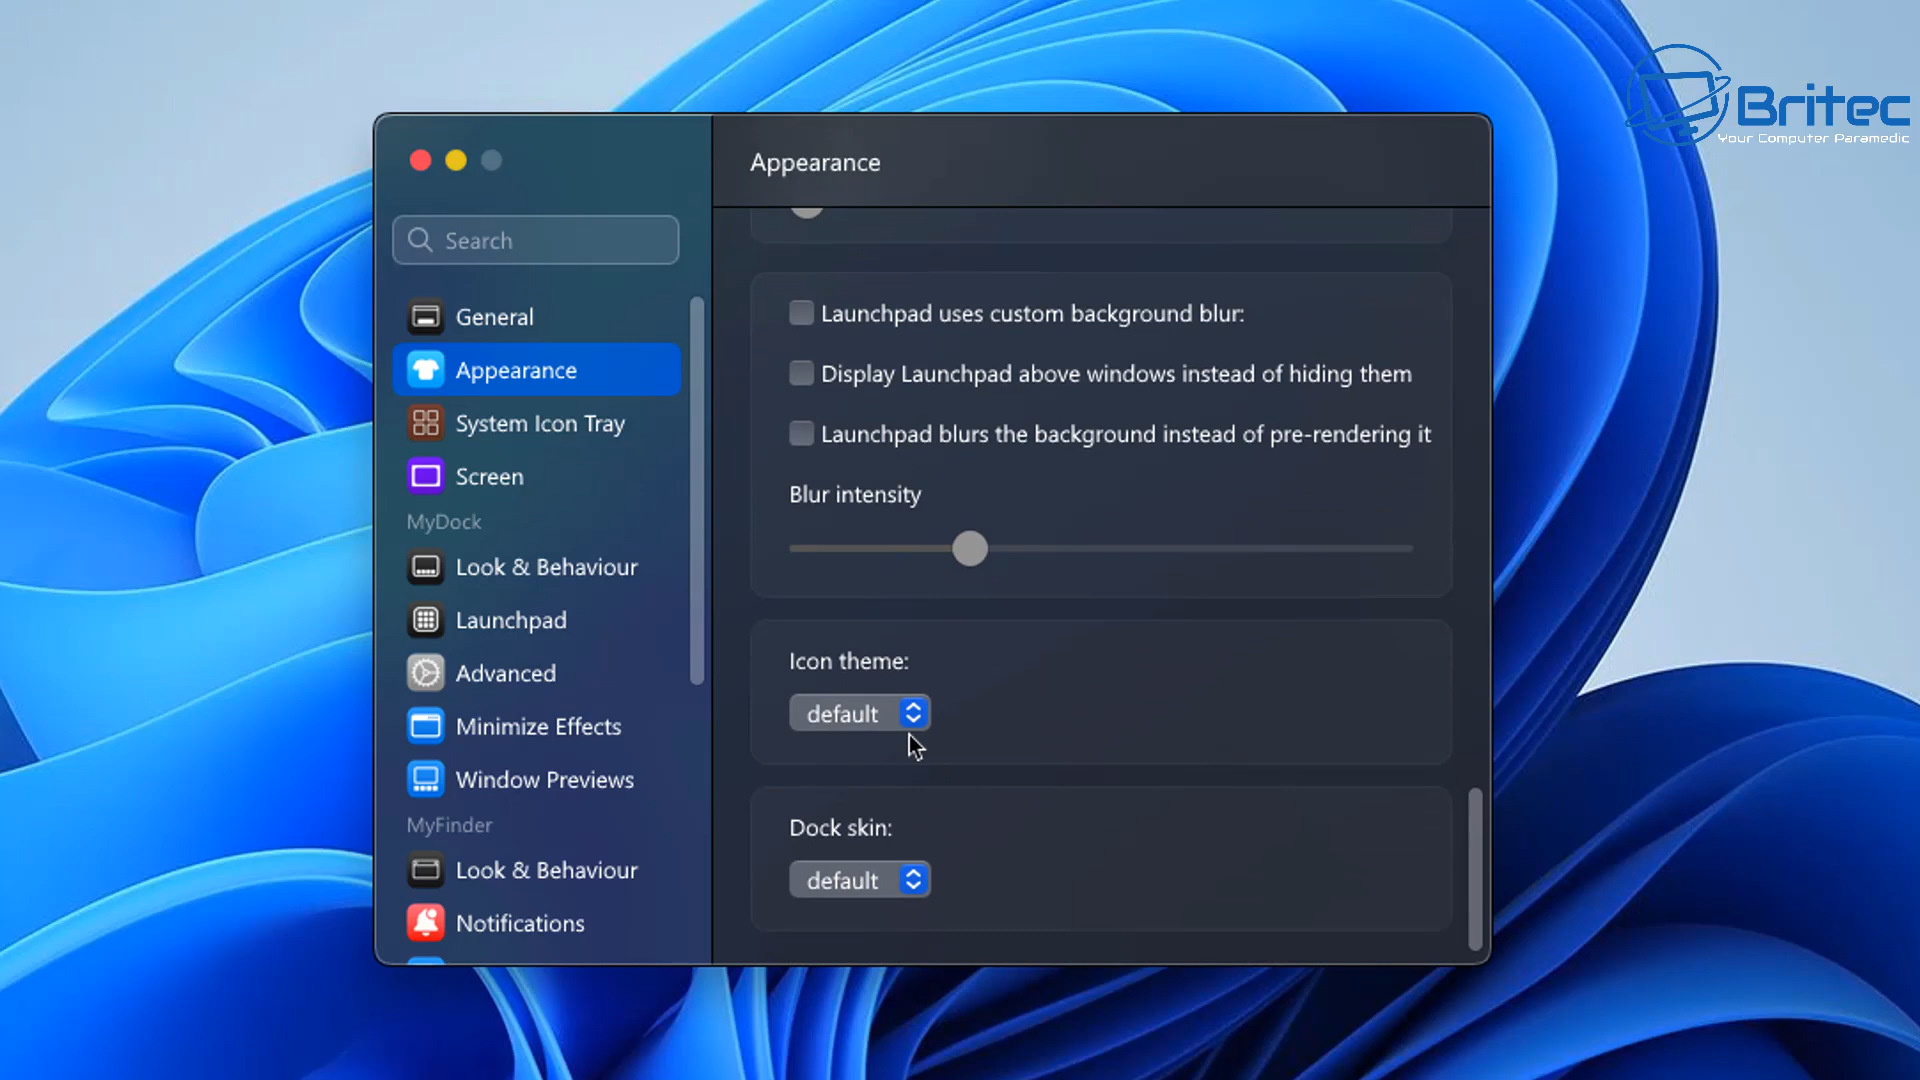 Britec
Your Computer Paramedic
Appearance
Search
General
Appearance
System Icon Tray
Screen
MyDock
Look & Behaviour
Launchpad
Advanced
Minimize Effects
Window Previews
MyFinder
Look & Behaviour
Notifications
Launchpad uses custom background blur:
Display Launchpad above windows instead of hiding them
Launchpad blurs the background instead of pre-rendering it
Blur intensity
Icon theme:
default
Dock skin:
default